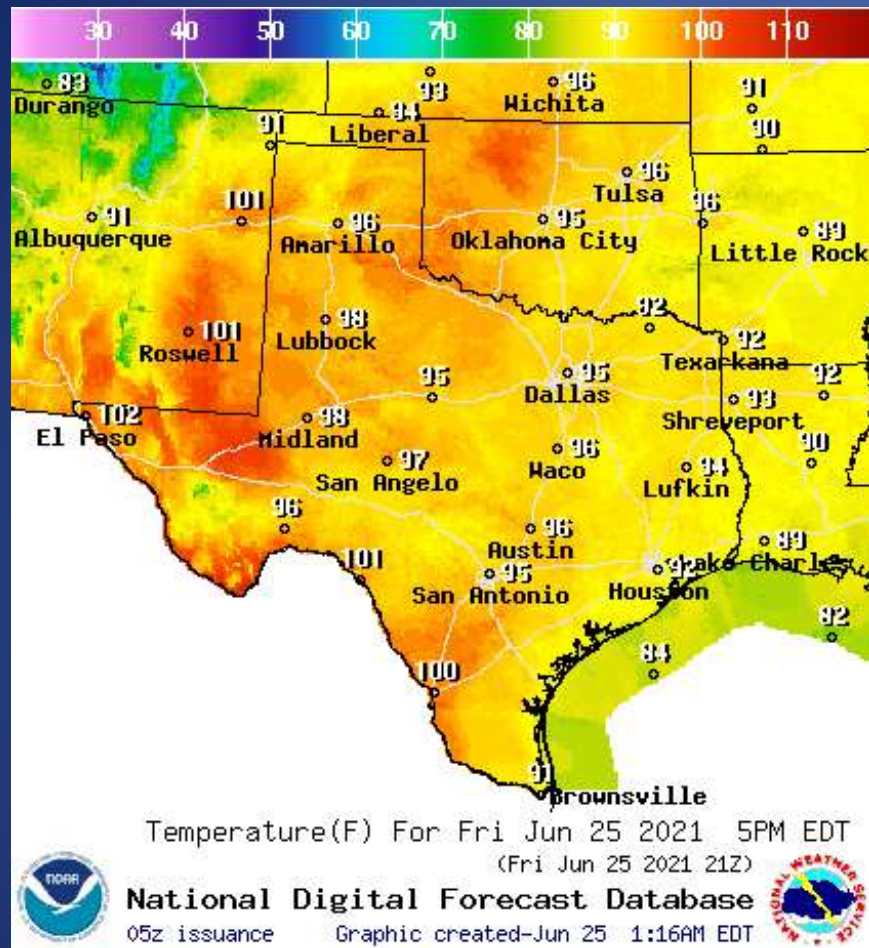 30 40 50 60 70 80 90 100 110
83
Durango
93
96
Wichita
91
94
Liberal
91
90
96
Tulsa
91
Albuquerque
101
96
Amarillo
95
Oklahoma City
96
89
Little Rock
101
Roswell
98
Lubbock
92
92
Texarkana
95
95
Dallas
93
Shreveport
92
102
El Paso
98
Midland
97
San Angelo
96
Waco
94
Lufkin
90
96
96
Austin
89
Lake Charles
101
95
San Antonio
92
Houston
82
84
100
91
Brownsville
Temperature(F) For Fri Jun 25 2021 5PM EDT
(Fri Jun 25 2021 21Z)
NOAA
National Digital Forecast Database
NATIONAL WEATHER SERVICE
05z issuance Graphic created-Jun 25 1:16AM EDT